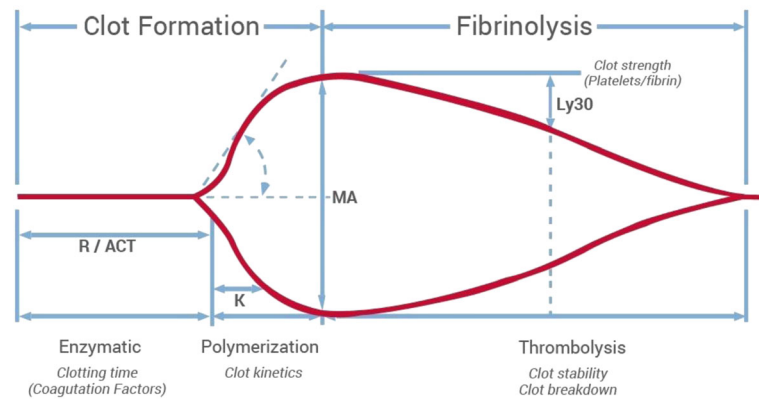 Clot Formation
Fibrinolysis
Clot strength
(Platelets/fibrin)
Ly30
MA
R / ACT
K
Enzymatic
Clotting time
(Coagutation Factors)
Polymerization
Clot kinetics
Thrombolysis
Clot stability
Clot breakdown